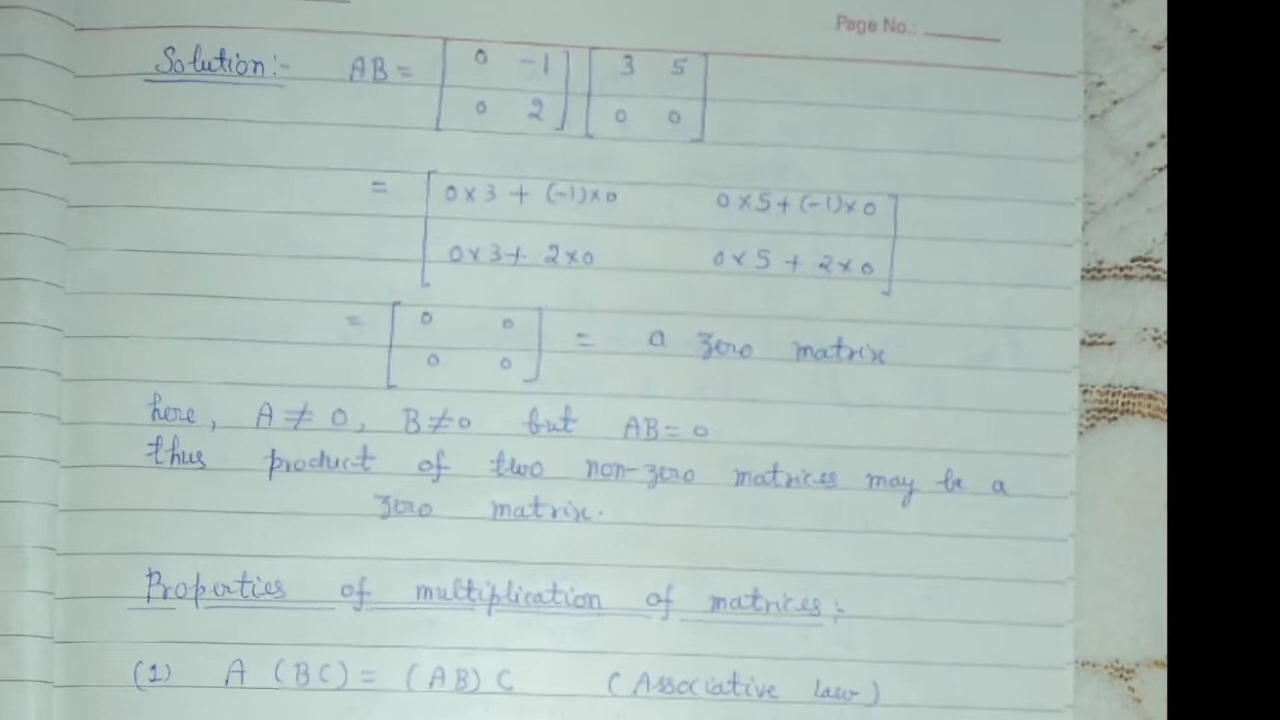 Page No.:
Solution:- AB = [ 0 -1 ] [ 3 5 ]
[ 0 2 ] [ 0 0 ]
= [ 0×3 + (-1)×0 0×5+(-1)×0 ]
[ 0×3+ 2×0 0×5 + 2×0 ]
= [ 0 0 ] = a zero matrix
[ 0 0 ]
here, A ≠ 0, B≠0 but AB= 0
thus product of two non-zero matrices may be a
zero matrix.
Properties of multiplication of matrices:
(1) A (BC) = (AB) C (Associative law)